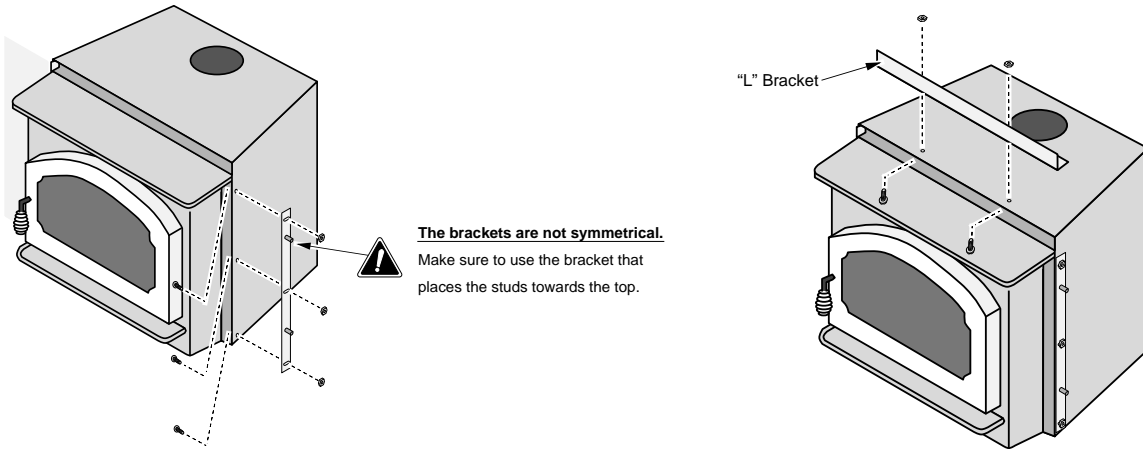 “L” Bracket
The brackets are not symmetrical.
Make sure to use the bracket that
places the studs towards the top.